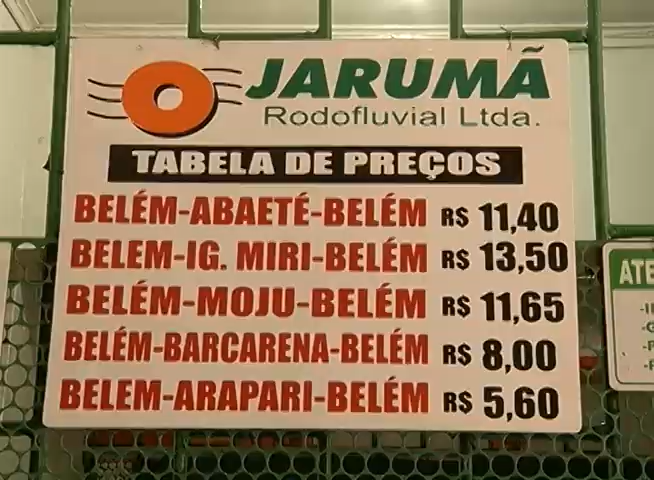 JARUMÃ
Rodofluvial Ltda.
TABELA DE PREÇOS
BELÉM-ABAETÉ-BELÉM R$ 11,40
BELEM-IG. MIRI-BELÉM R$ 13,50
BELÉM-MOJU-BELÉM R$ 11,65
BELÉM-BARCARENA-BELÉM R$ 8,00
BELEM-ARAPARI-BELÉM R$ 5,60